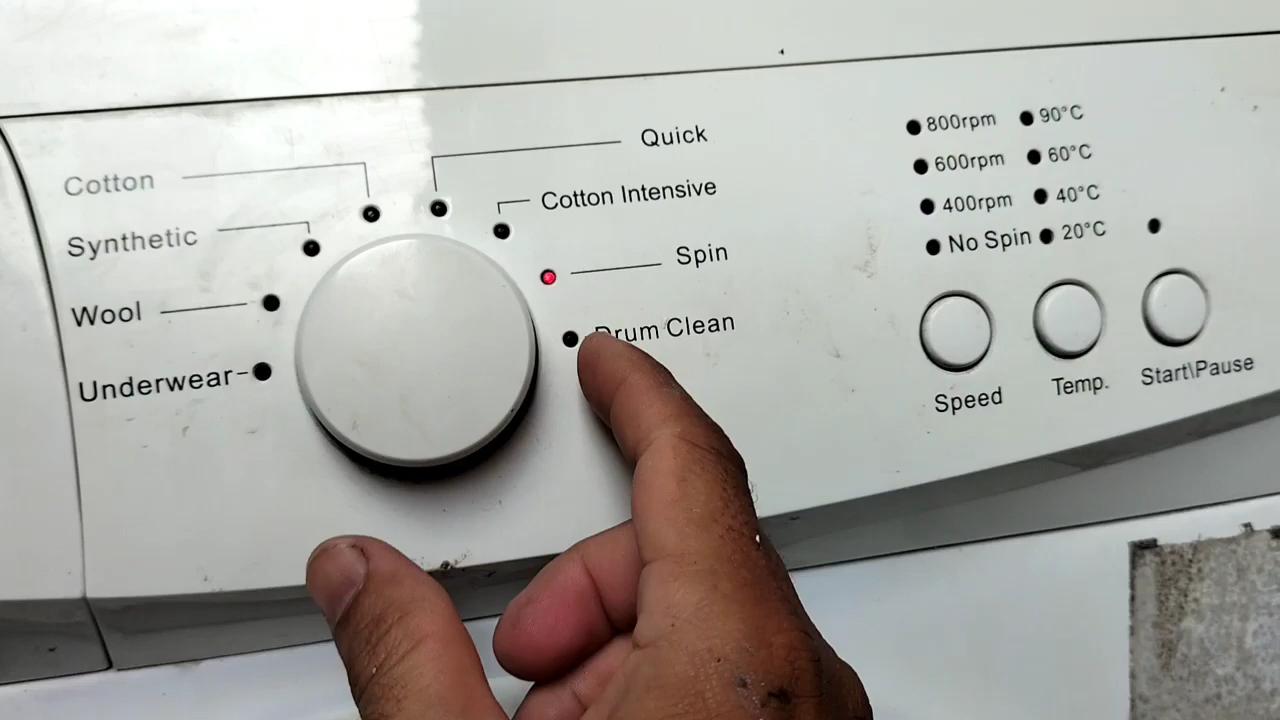 Cotton
Synthetic
Wool
Underwear
Quick
Cotton Intensive
Spin
Drum Clean
800rpm
600rpm
400rpm
No Spin
90°C
60°C
40°C
20°C
Speed
Temp.
Start\Pause